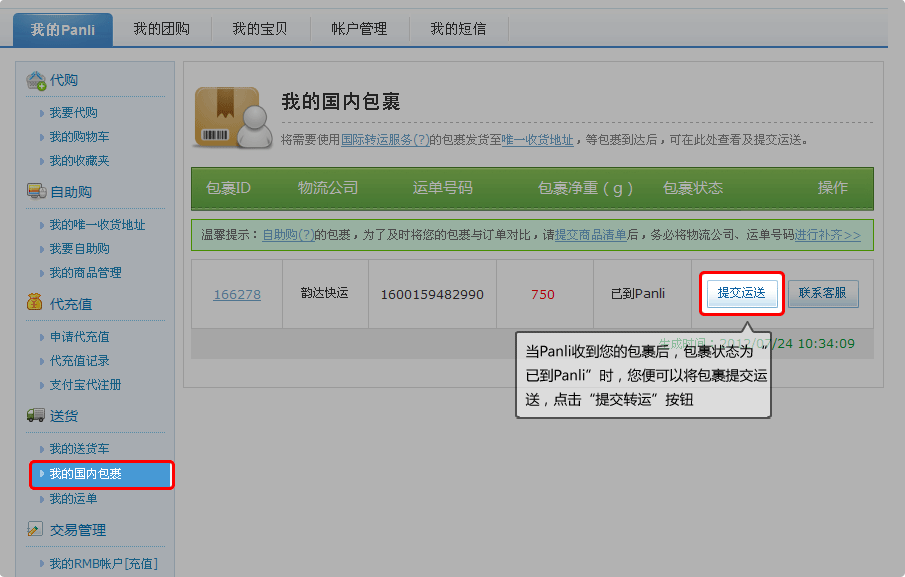 我的Panli 我的团购 我的宝贝 帐户管理 我的短信
代购
我要代购
我的购物车
我的收藏夹
自助购
我的唯一收货地址
我要自助购
我的商品管理
代充值
申请代充值
代充值记录
支付宝代注册
送货
我的送货车
我的国内包裹
我的运单
交易管理
我的RMB帐户[充值]
我的国内包裹
将需要使用国际转运服务(?)的包裹发货至唯一收货地址，等包裹到达后，可在此处查看及提交运送。
包裹ID 物流公司 运单号码 包裹净重（g） 包裹状态 操作
温馨提示：自助购(?)的包裹，为了及时将您的包裹与订单对比，请提交商品清单后，务必将物流公司、运单号码进行补齐>>
166278 韵达快运 1600159482990 750 已到Panli 提交运送 联系客服
生成时间：2012/07/24 10:34:09
当Panli收到您的包裹后，包裹状态为“
已到Panli”时，您便可以将包裹提交运
送，点击“提交转运”按钮